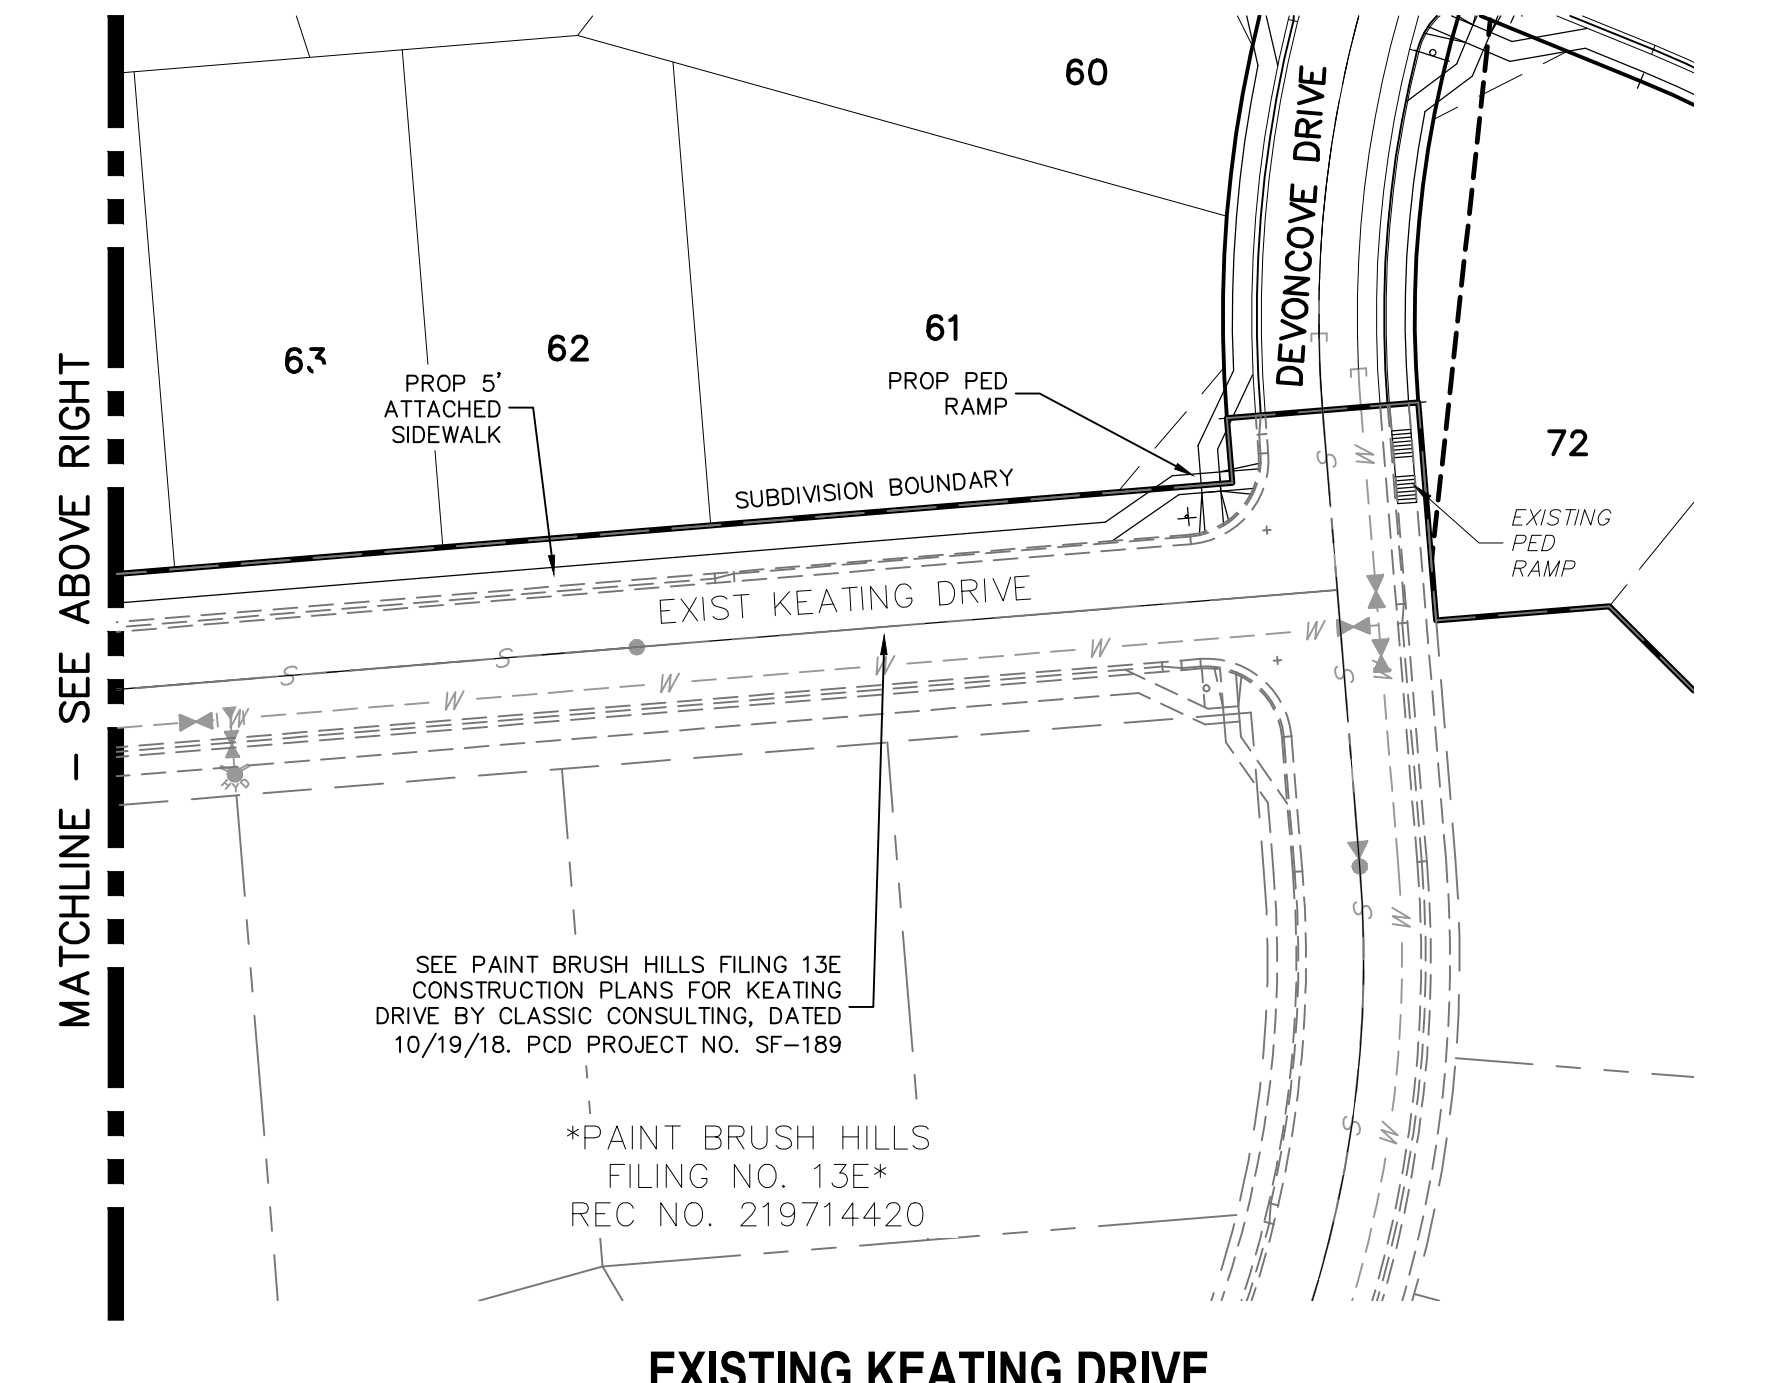 60
DEVONCOVE DRIVE
63
62
61
72
PROP 5'
ATTACHED
SIDEWALK
PROP PED
RAMP
SUBDIVISION BOUNDARY
EXISTING
PED
RAMP
EXIST KEATING DRIVE
E
E
S
W
S
S
W
W
W
W
W
W
S
W
HYD
S
W
S
W
MATCHLINE – SEE ABOVE RIGHT
SEE PAINT BRUSH HILLS FILING 13E
CONSTRUCTION PLANS FOR KEATING
DRIVE BY CLASSIC CONSULTING, DATED
10/19/18. PCD PROJECT NO. SF–189
*PAINT BRUSH HILLS
FILING NO. 13E*
REC NO. 219714420
EXISTING KEATING DRIVE